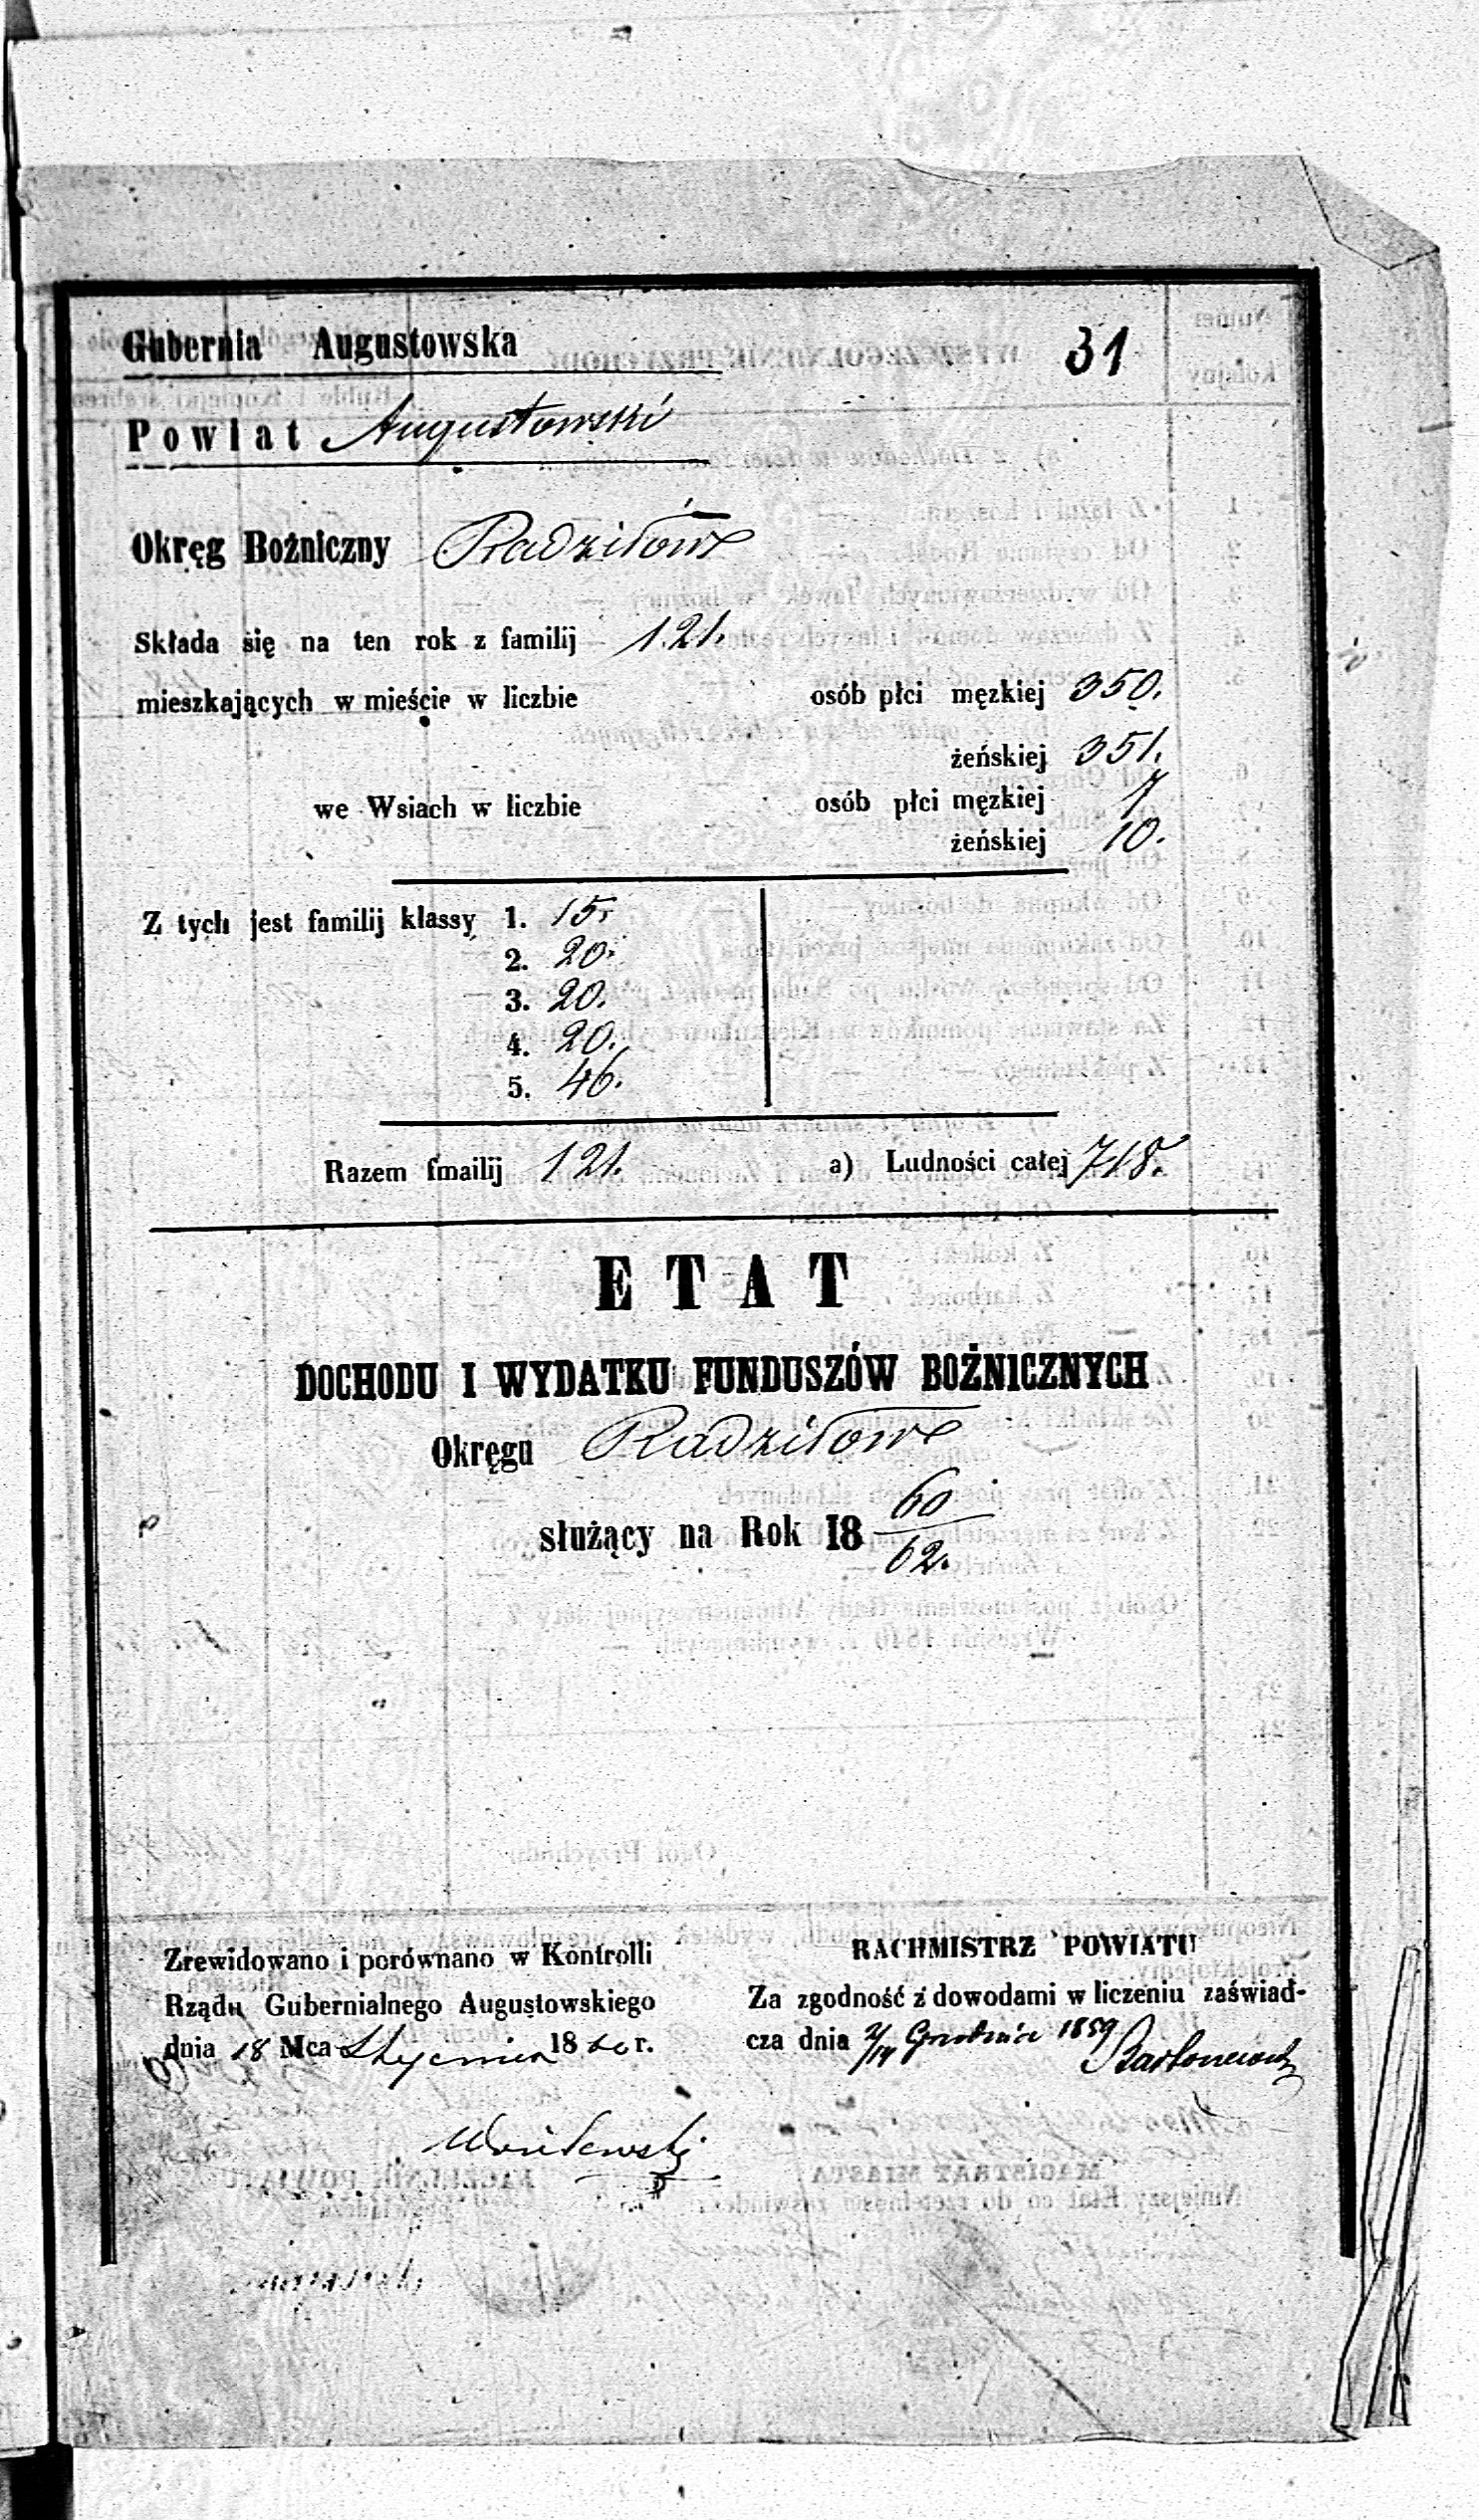 Gubernia Augustowska
31
Powiat Augustowski
Okręg Bożniczny Radziłów
Składa się na ten rok z familij 121.
mieszkających w mieście w liczbie osób płci męzkiej 350.
żeńskiej 351.
we Wsiach w liczbie osób płci męzkiej 7
żeńskiej 10.
Z tych jest familij klassy 1. 15.
2. 20.
3. 20.
4. 20.
5. 46.
Razem fmailij 121. a) Ludności całej 718.
ETAT
DOCHODU I WYDATKU FUNDUSZÓW BOŻNICZNYCH
Okręgu Radziłow
służący na Rok 18 60/62.
Zrewidowano i porównano w Kontrolli
Rządu Gubernialnego Augustowskiego
dnia 18 Mca Stycznia 1860 r.
RACHMISTRZ POWIATU
Za zgodność z dowodami w liczeniu zaświad-
cza dnia 2/14 Grudnia 1859